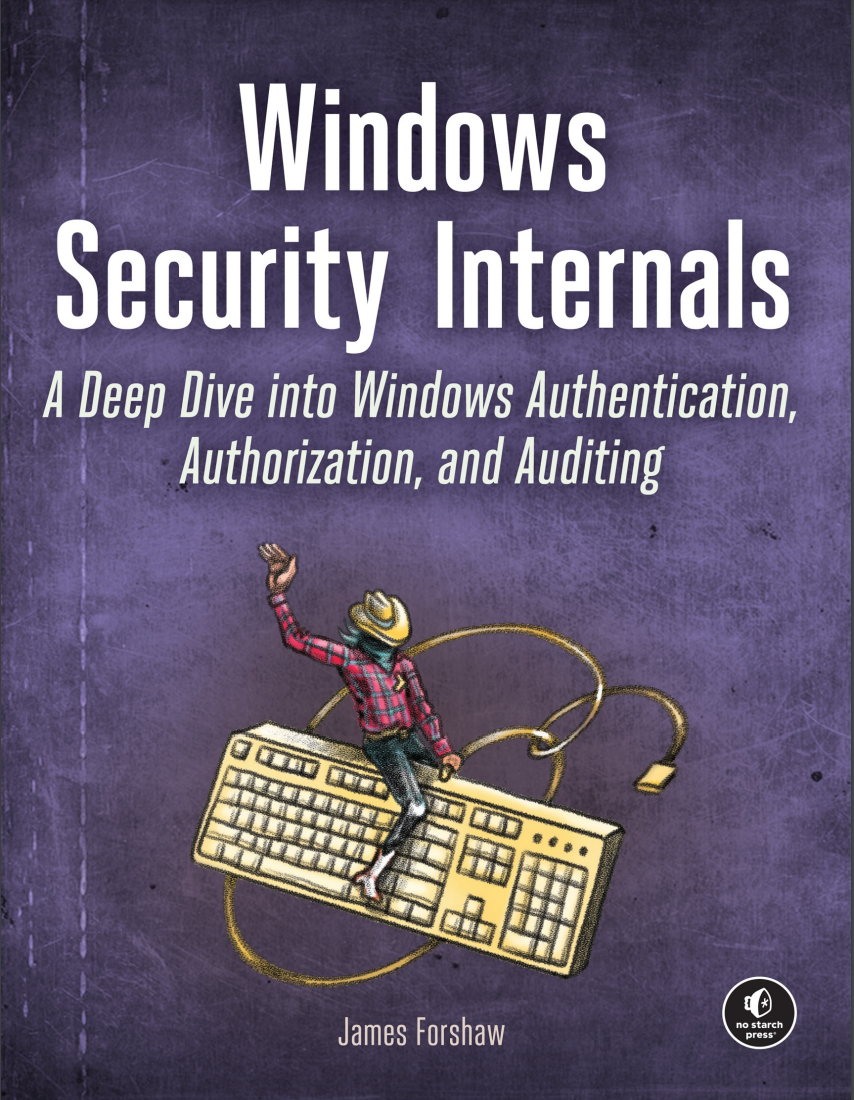 Windows
Security Internals
A Deep Dive into Windows Authentication,
Authorization, and Auditing
James Forshaw
no starch
press®